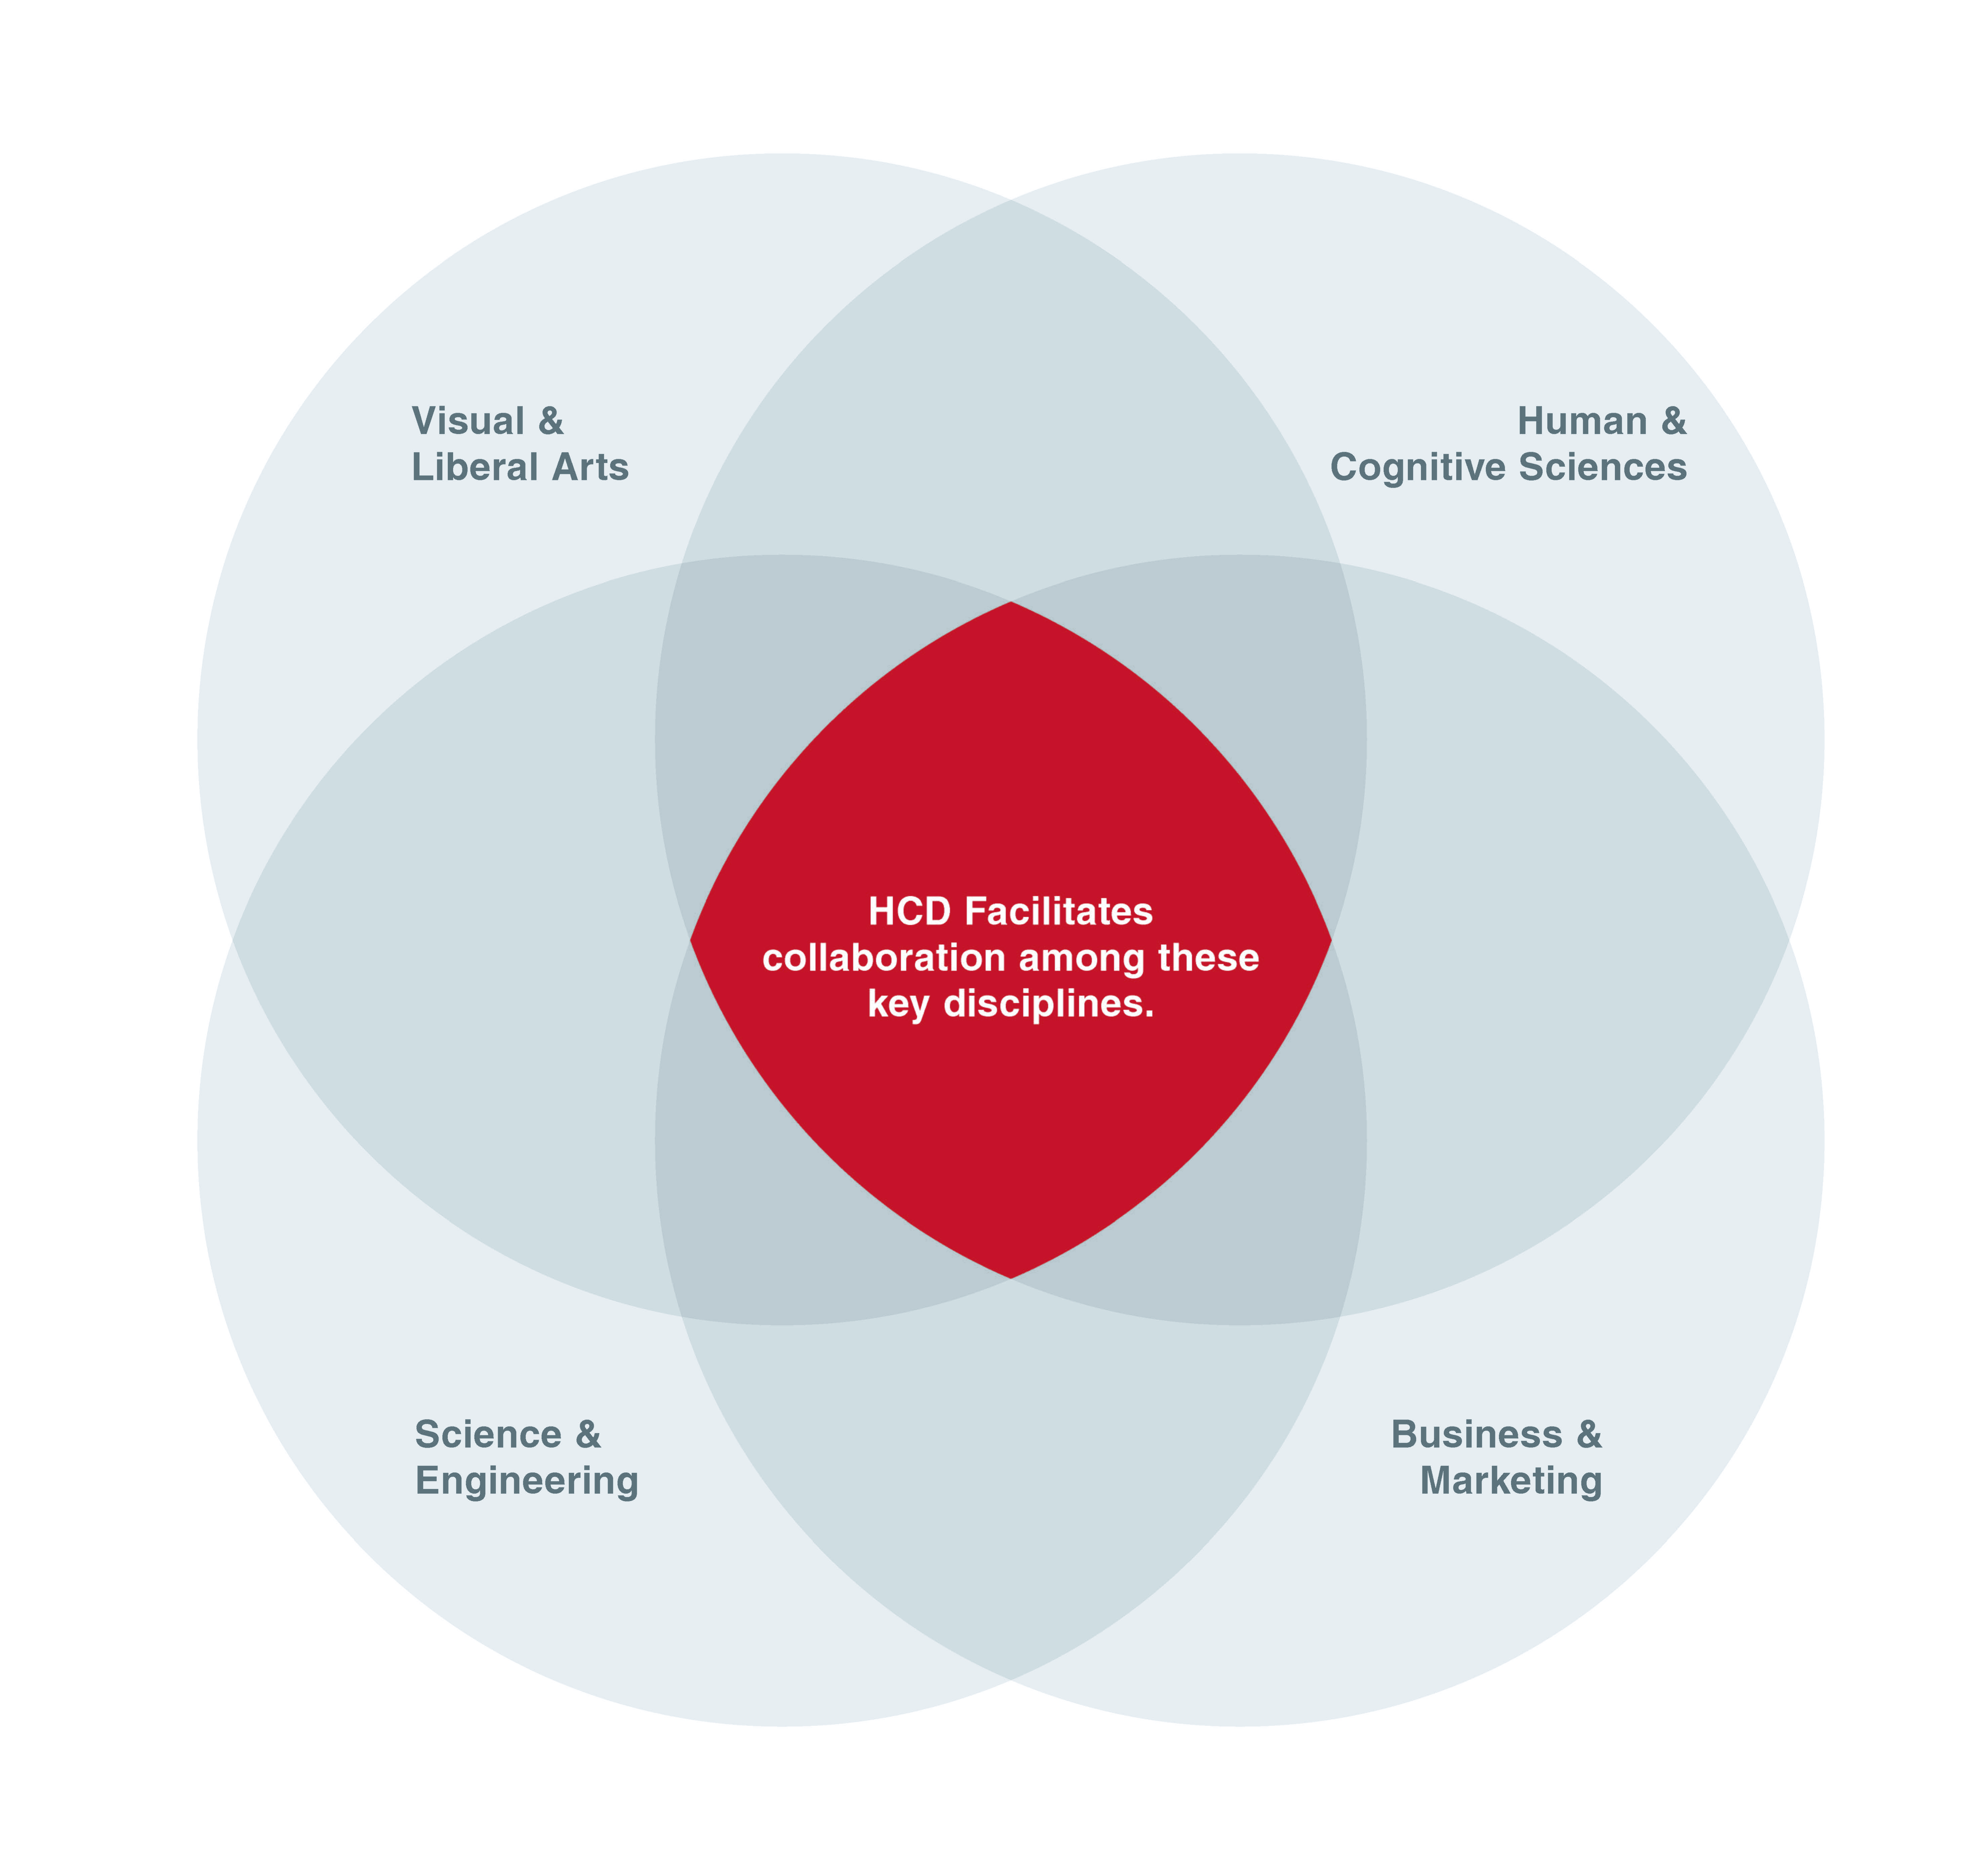 Visual &
Liberal Arts
Human &
Cognitive Sciences
HCD Facilitates
collaboration among these
key disciplines.
Science &
Engineering
Business &
Marketing